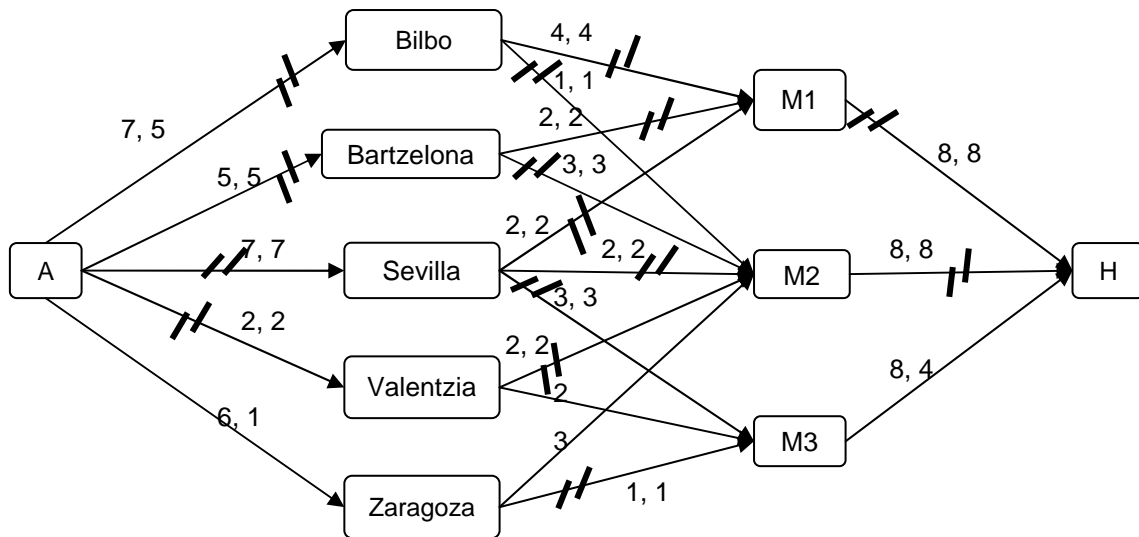 Bilbo
4, 4
1, 1
M1
7, 5
2, 2
Bartzelona
3, 3
8, 8
5, 5
A
7, 7
Sevilla
2, 2
2, 2
M2
8, 8
H
3, 3
2, 2
2, 2
Valentzia
2
8, 4
6, 1
3
M3
Zaragoza
1, 1